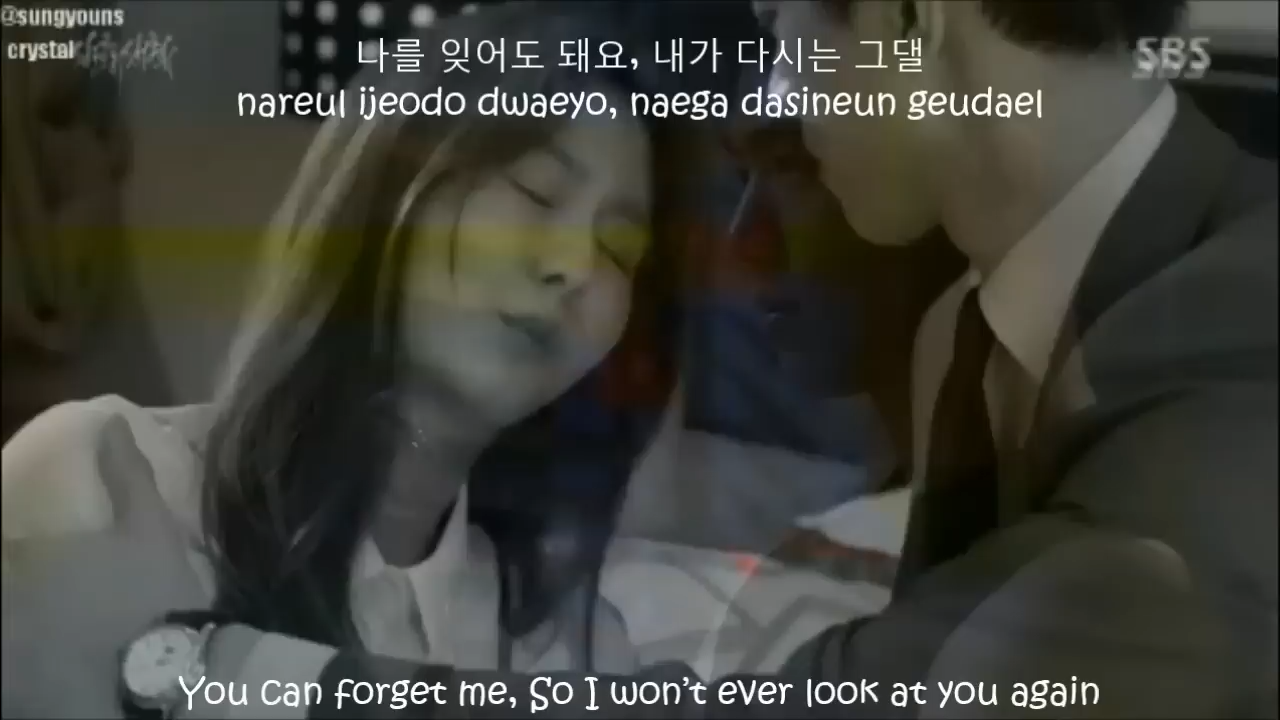 @sungyouns
crystal
SBS
나를 잊어도 돼요, 내가 다시는 그댈
nareul ijeodo dwaeyo, naega dasineun geudael
You can forget me, So I won't ever look at you again